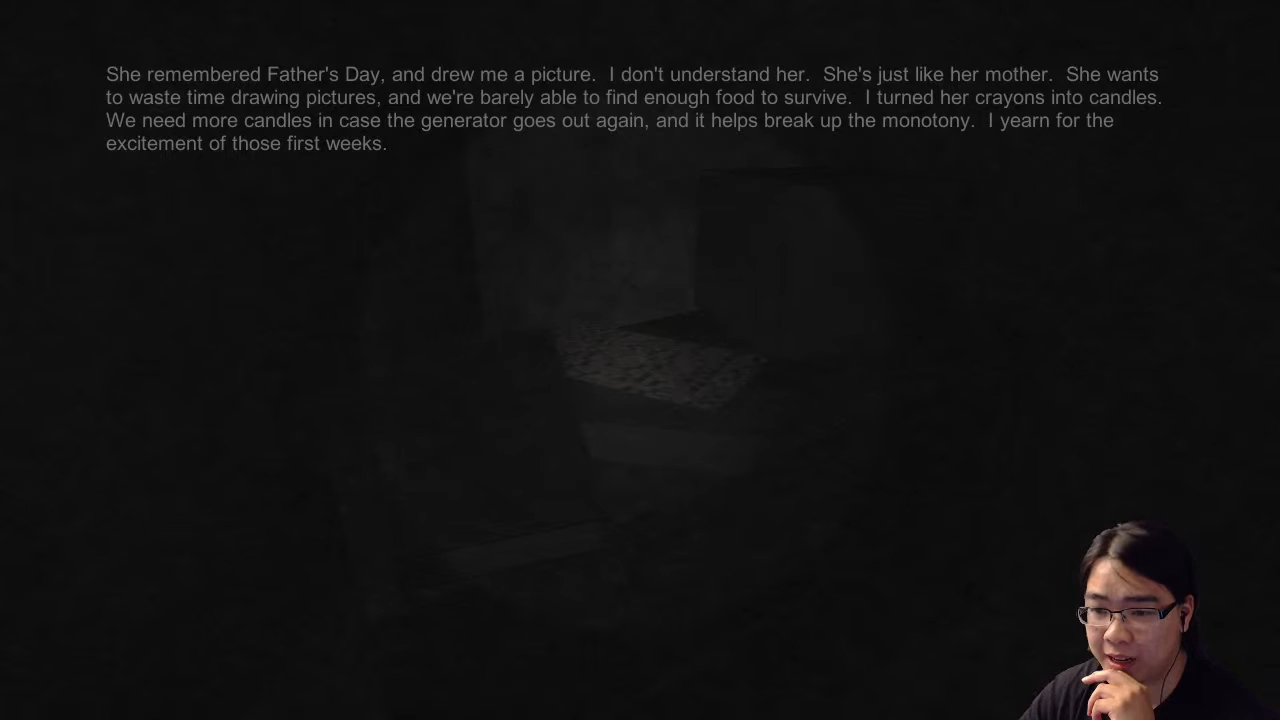 She remembered Father's Day, and drew me a picture.  I don't understand her.  She's just like her mother.  She wants
to waste time drawing pictures, and we're barely able to find enough food to survive.  I turned her crayons into candles.
We need more candles in case the generator goes out again, and it helps break up the monotony.  I yearn for the
excitement of those first weeks.